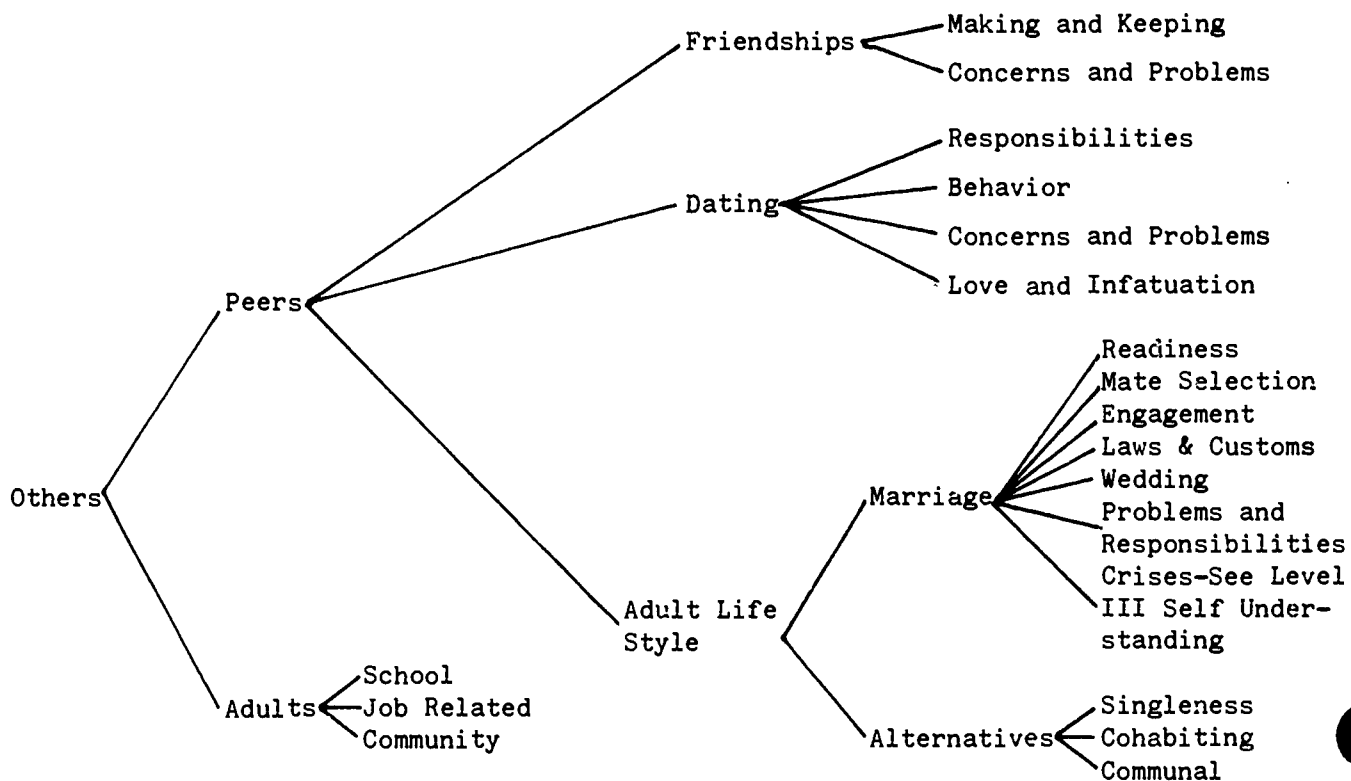 Making and Keeping
Friendships
Concerns and Problems
Responsibilities
Behavior
Dating
Concerns and Problems
Love and Infatuation
Peers
Readiness
Mate Selection
Engagement
Laws & Customs
Others
Marriage
Wedding
Problems and
Responsibilities
Crises-See Level
Adult Life
Style
III Self Under-
standing
School
Adults
Job Related
Community
Singleness
Alternatives
Cohabiting
Communal